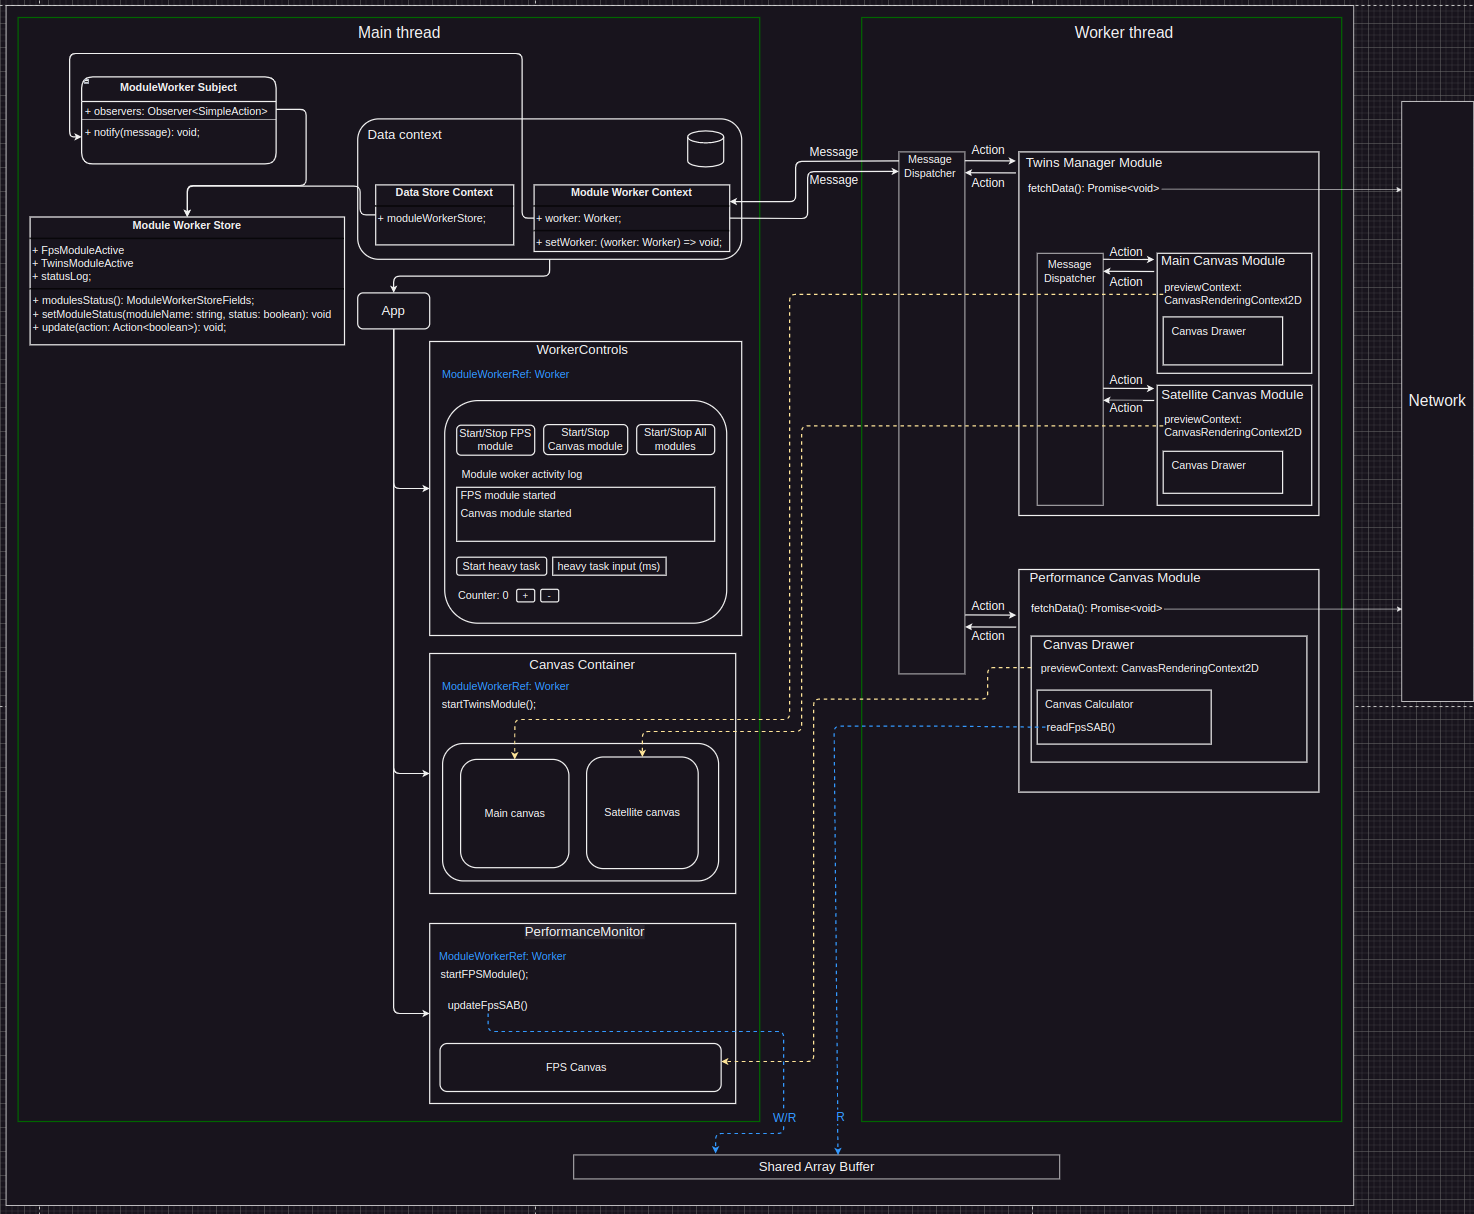 Main thread
ModuleWorker Subject
+ observers: Observer<SimpleAction>
+ notify(message): void;
Data context
Data Store Context
+ moduleWorkerStore;
Module Worker Context
+ worker: Worker;
+ setWorker: (worker: Worker) => void;
Module Worker Store
+ FpsModuleActive
+ TwinsModuleActive
+ statusLog;
+ modulesStatus(): ModuleWorkerStoreFields;
+ setModuleStatus(moduleName: string, status: boolean): void
+ update(action: Action<boolean>): void;
App
WorkerControls
ModuleWorkerRef: Worker
Start/Stop FPS
module
Start/Stop
Canvas module
Start/Stop All
modules
Module woker activity log
FPS module started
Canvas module started
Start heavy task
heavy task input (ms)
Counter: 0
+
-
Canvas Container
ModuleWorkerRef: Worker
startTwinsModule();
Main canvas
Satellite canvas
PerformanceMonitor
ModuleWorkerRef: Worker
startFPSModule();
updateFpsSAB()
FPS Canvas
Message
Message
Worker thread
Message
Dispatcher
Action
Action
Twins Manager Module
fetchData(): Promise<void>
Message
Dispatcher
Action
Action
Main Canvas Module
previewContext:
CanvasRenderingContext2D
Canvas Drawer
Action
Action
Satellite Canvas Module
previewContext:
CanvasRenderingContext2D
Canvas Drawer
Action
Action
Performance Canvas Module
fetchData(): Promise<void>
Canvas Drawer
previewContext: CanvasRenderingContext2D
Canvas Calculator
readFpsSAB()
Network
W/R
R
Shared Array Buffer